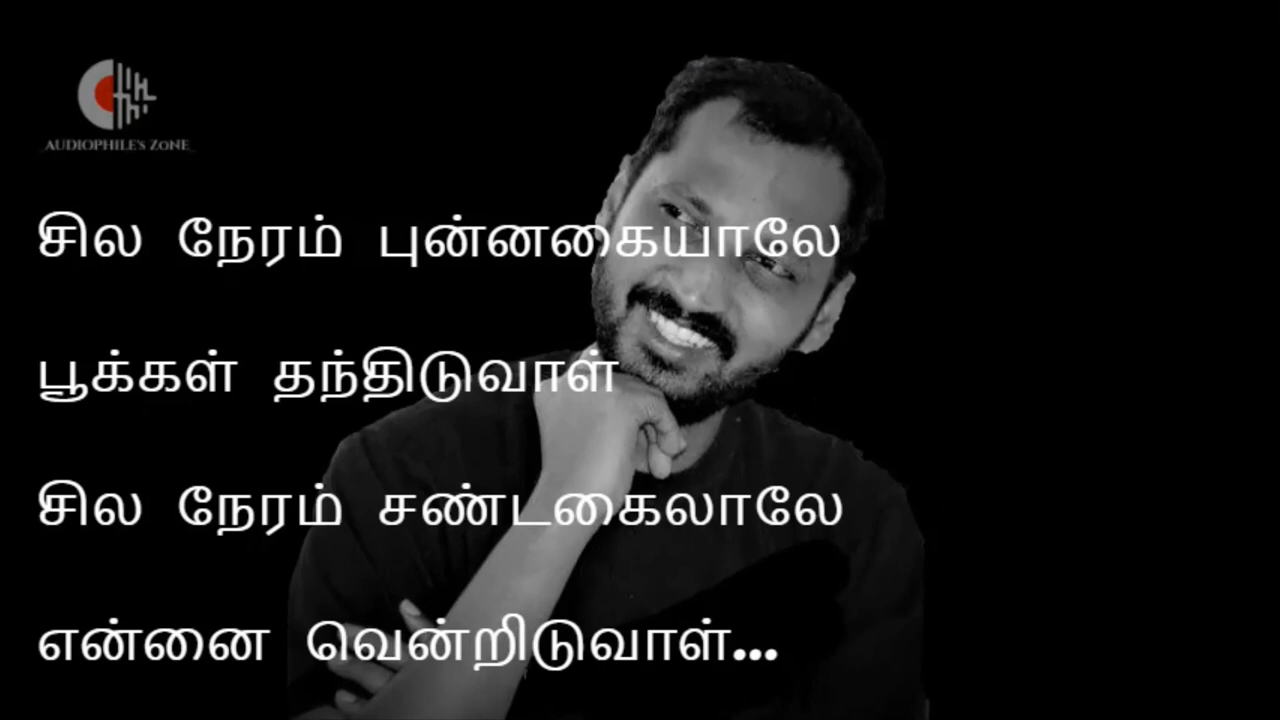 AUDIOPHILE'S ZONE
சில நேரம் புன்னகையாலே
பூக்கள் தந்திடுவாள்
சில நேரம் சண்டகைலாலே
என்னை வென்றிடுவாள்...